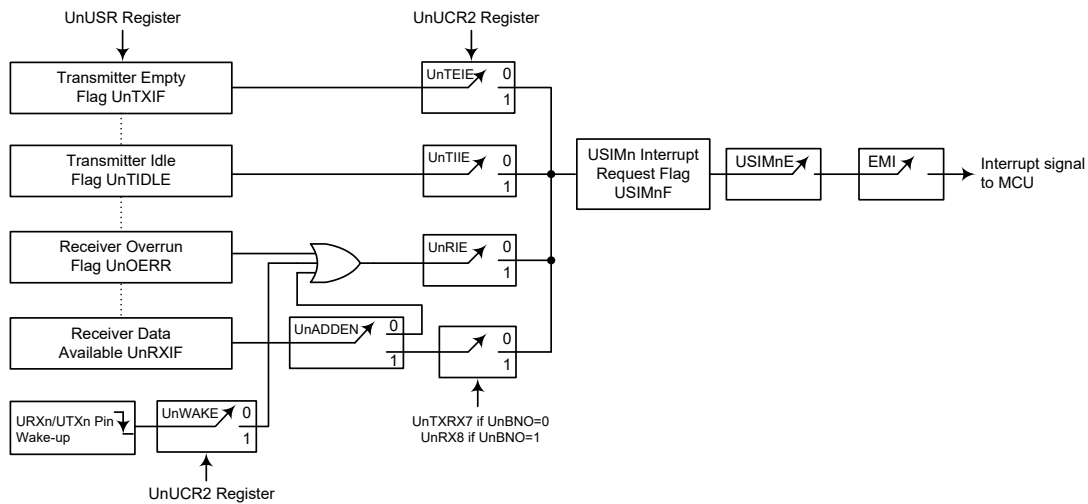 UnUSR Register
UnUCR2 Register
Transmitter Empty
Flag UnTXIF
UnTEIE
0
1
Transmitter Idle
Flag UnTIDLE
UnTIIE
0
1
USIMn Interrupt
Request Flag
USIMnF
USIMnE
EMI
Interrupt signal
to MCU
Receiver Overrun
Flag UnOERR
UnRIE
0
1
Receiver Data
Available UnRXIF
UnADDEN
0
1
0
1
URXn/UTXn Pin
Wake-up
UnWAKE
0
1
UnTXRX7 if UnBNO=0
UnRX8 if UnBNO=1
UnUCR2 Register